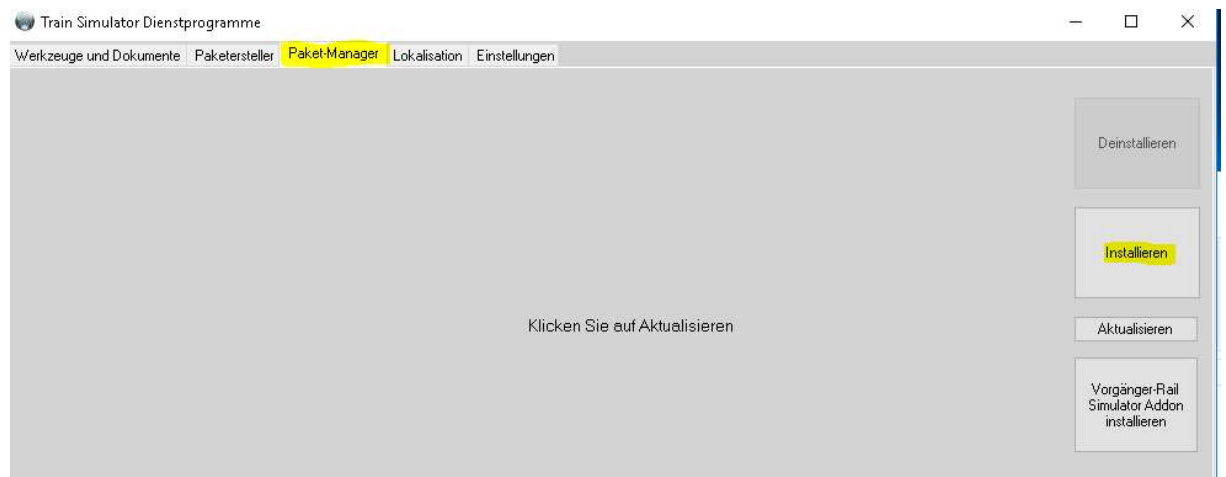 Train Simulator Dienstprogramme
Werkzeuge und Dokumente Paketersteller Paket-Manager Lokalisation Einstellungen
Deinstallieren
Installieren
Klicken Sie auf Aktualisieren
Aktualisieren
Vorgänger-Rail
Simulator Addon
installieren